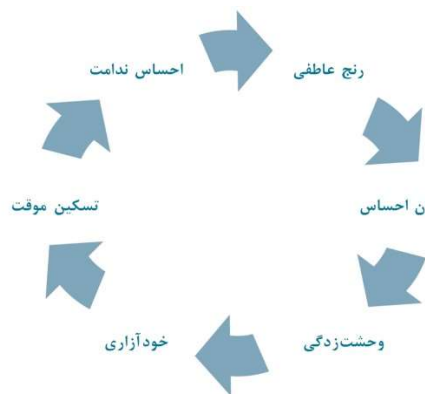 رنج عاطفی
ن احساس
وحشت‌زدگی
خودآزاری
تسکین موقت
احساس ندامت